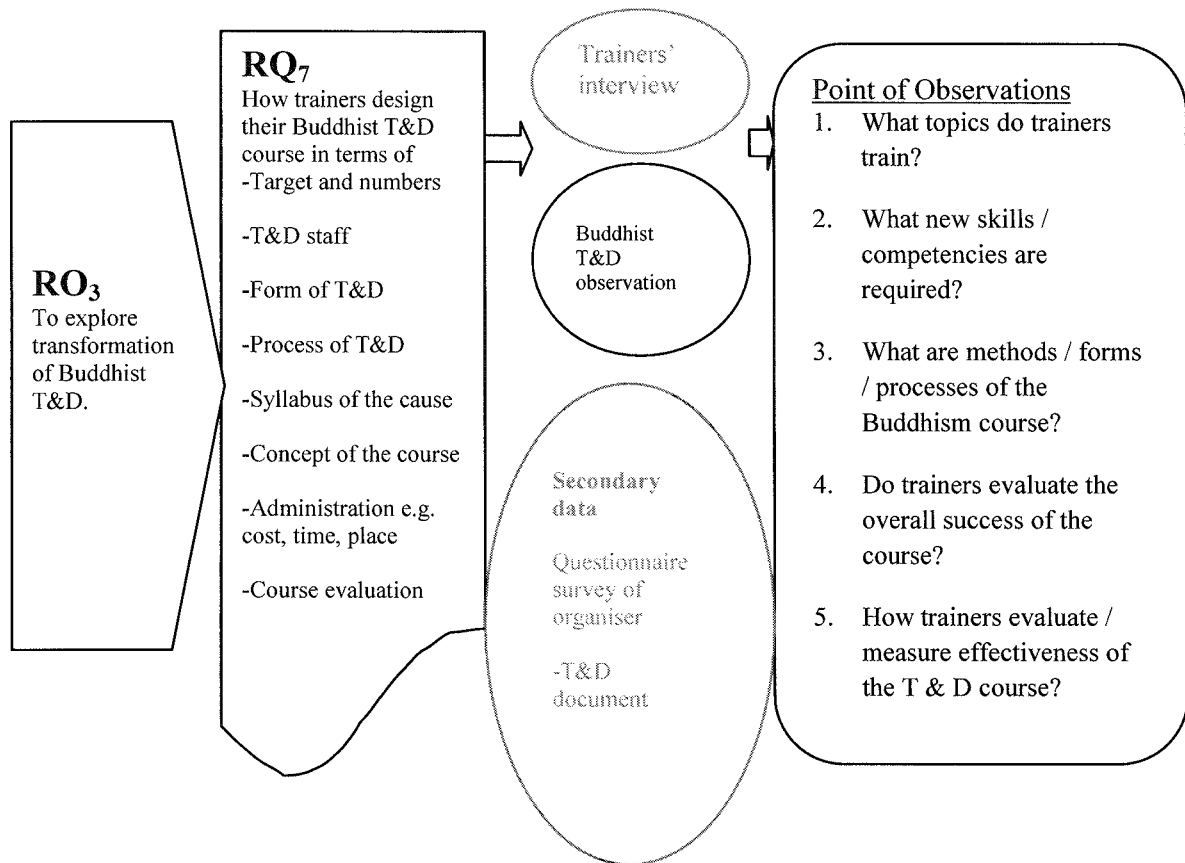 RO3
To explore
transformation
of Buddhist
T&D.
RQ7
How trainers design
their Buddhist T&D
course in terms of
-Target and numbers
-T&D staff
-Form of T&D
-Process of T&D
-Syllabus of the cause
-Concept of the course
-Administration e.g.
cost, time, place
-Course evaluation
Trainers'
interview
Buddhist
T&D
observation
Secondary
data
Questionnaire
survey of
organiser
-T&D
document
Point of Observations
1. What topics do trainers
train?
2. What new skills /
competencies are
required?
3. What are methods / forms
/ processes of the
Buddhism course?
4. Do trainers evaluate the
overall success of the
course?
5. How trainers evaluate /
measure effectiveness of
the T & D course?